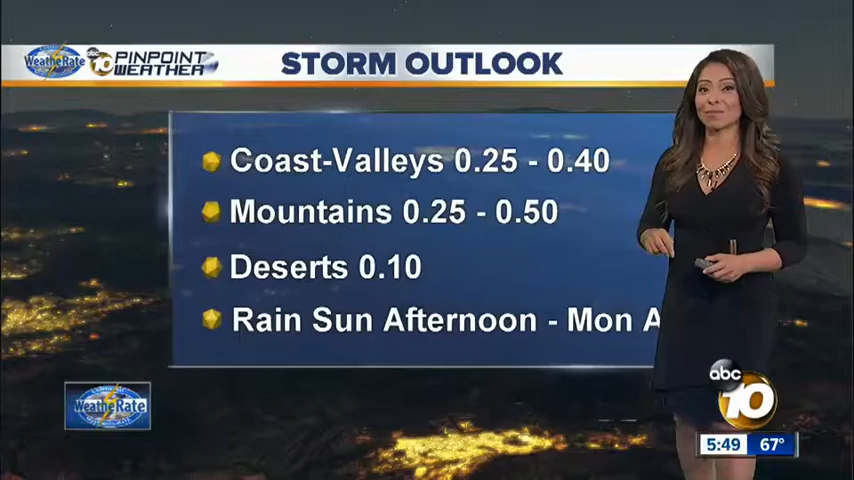 WeatheRate
abc 10 PINPOINT WEATHER
STORM OUTLOOK
Coast-Valleys 0.25 - 0.40
Mountains 0.25 - 0.50
Deserts 0.10
Rain Sun Afternoon - Mon A
WeatheRate
abc
10
5:49 67°